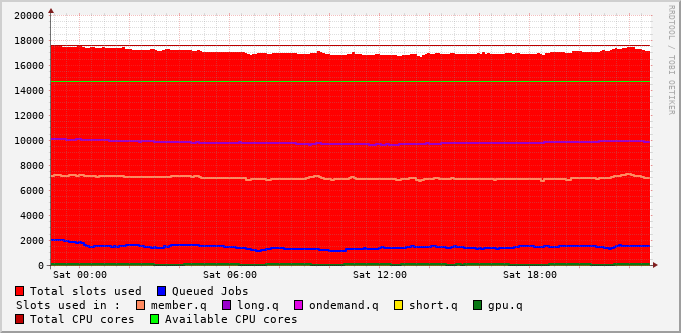 20000
18000
16000
14000
12000
10000
8000
6000
4000
2000
0
Sat 00:00 Sat 06:00 Sat 12:00 Sat 18:00
RRDTOOL / TOBI OETIKER
Total slots used Queued Jobs
Slots used in : member.q long.q ondemand.q short.q gpu.q
Total CPU cores Available CPU cores